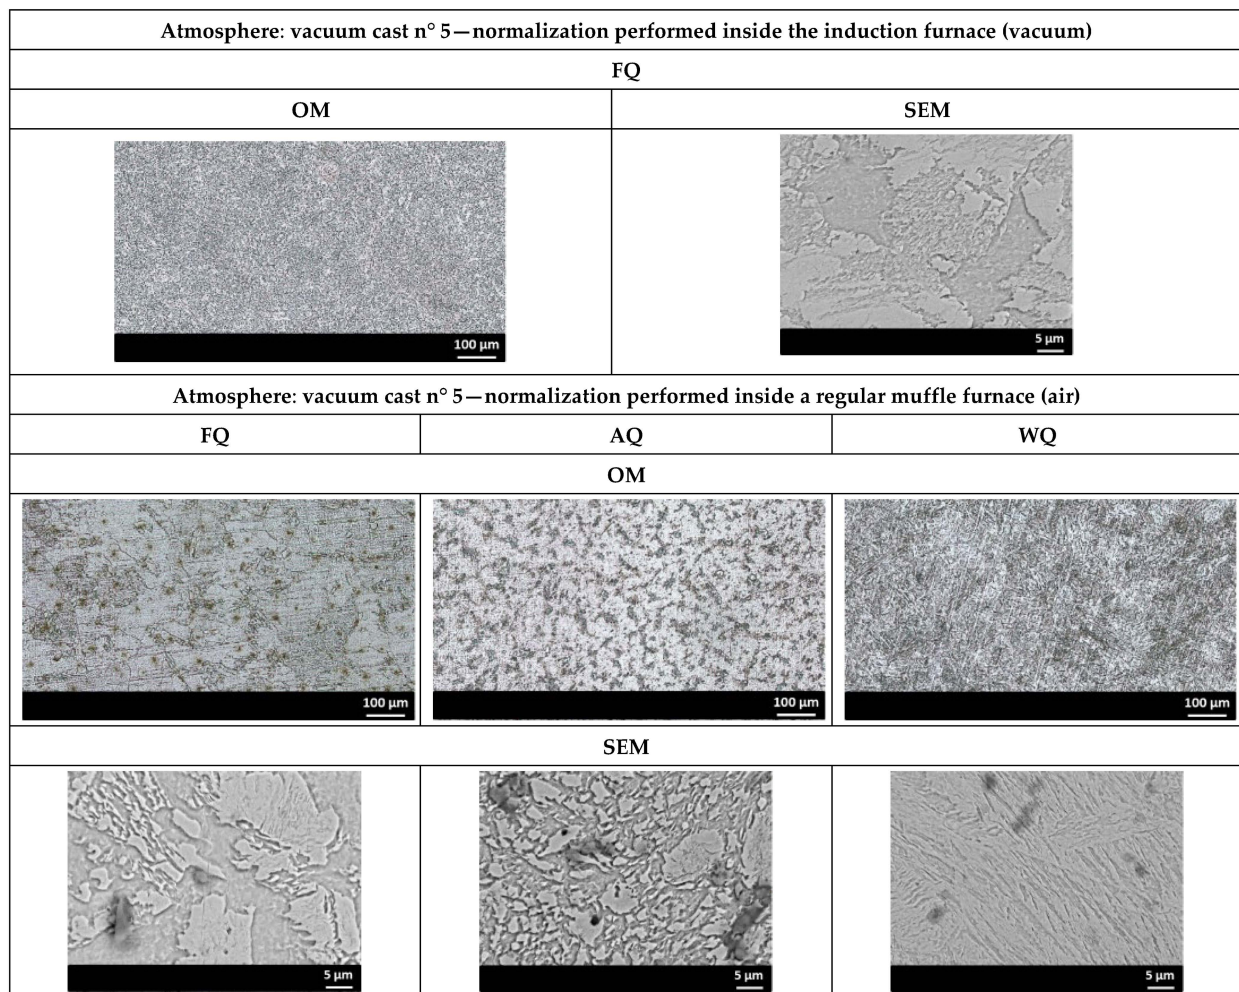 Atmosphere: vacuum cast n° 5—normalization performed inside the induction furnace (vacuum)
FQ
OM SEM
100 µm 5 µm
Atmosphere: vacuum cast n° 5—normalization performed inside a regular muffle furnace (air)
FQ AQ WQ
OM
100 µm 100 µm 100 µm
SEM
5 µm 5 µm 5 µm